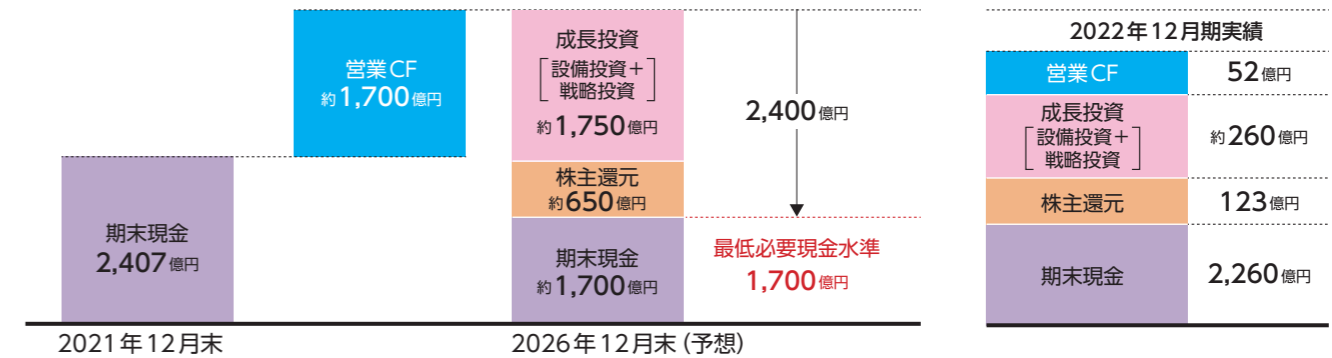 営業CF
約1,700億円
期末現金
2,407億円
成長投資
[設備投資＋
戦略投資]
約1,750億円
株主還元
約650億円
期末現金
約1,700億円
2,400億円
最低必要現金水準
1,700億円
2021年12月末
2026年12月末（予想）
2022年12月期実績
営業CF 52億円
成長投資
[設備投資＋
戦略投資]
約260億円
株主還元 123億円
期末現金 2,260億円